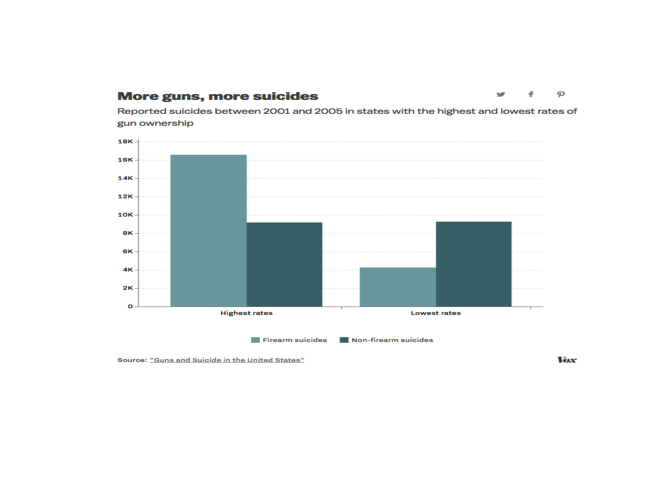 More guns, more suicides
Reported suicides between 2001 and 2005 in states with the highest and lowest rates of
gun ownership
18K
16K
14K
12K
10K
8K
6K
4K
2K
0
Highest rates
Lowest rates
Firearm suicides
Non-firearm suicides
Source: "Guns and Suicide in the United States"
Vox